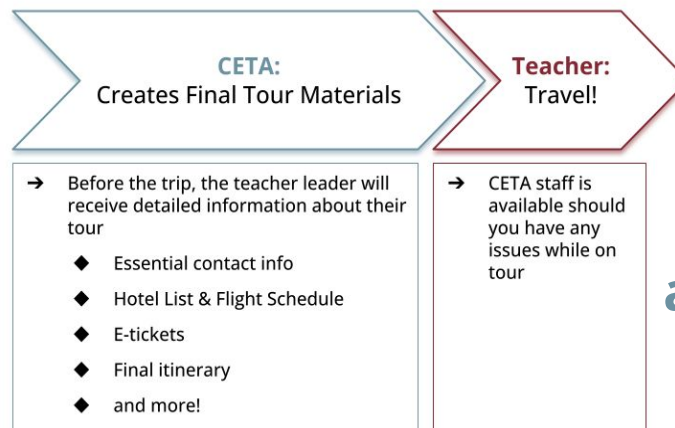 CETA:
Creates Final Tour Materials
Teacher:
Travel!
➔ Before the trip, the teacher leader will
receive detailed information about their
tour
◆ Essential contact info
◆ Hotel List & Flight Schedule
◆ E-tickets
◆ Final itinerary
◆ and more!
➔ CETA staff is
available should
you have any
issues while on
tour